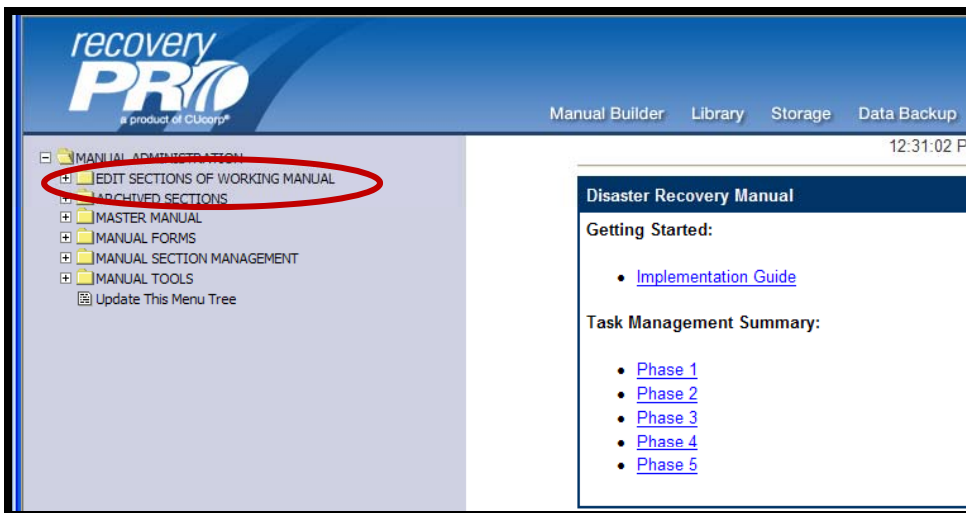 recovery
PRO
a product of CUcorp®
Manual Builder Library Storage Data Backup
12:31:02 P
MANUAL ADMINISTRATION
EDIT SECTIONS OF WORKING MANUAL
ARCHIVED SECTIONS
MASTER MANUAL
MANUAL FORMS
MANUAL SECTION MANAGEMENT
MANUAL TOOLS
Update This Menu Tree
Disaster Recovery Manual
Getting Started:
Implementation Guide
Task Management Summary:
Phase 1
Phase 2
Phase 3
Phase 4
Phase 5